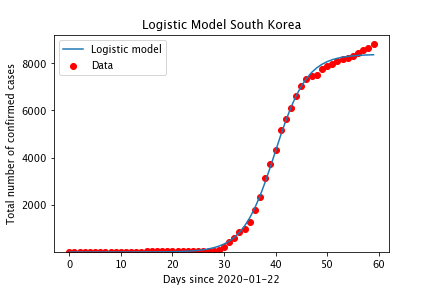 Logistic Model South Korea
Logistic model
Data
Total number of confirmed cases
8000
6000
4000
2000
0 10 20 30 40 50 60
Days since 2020-01-22